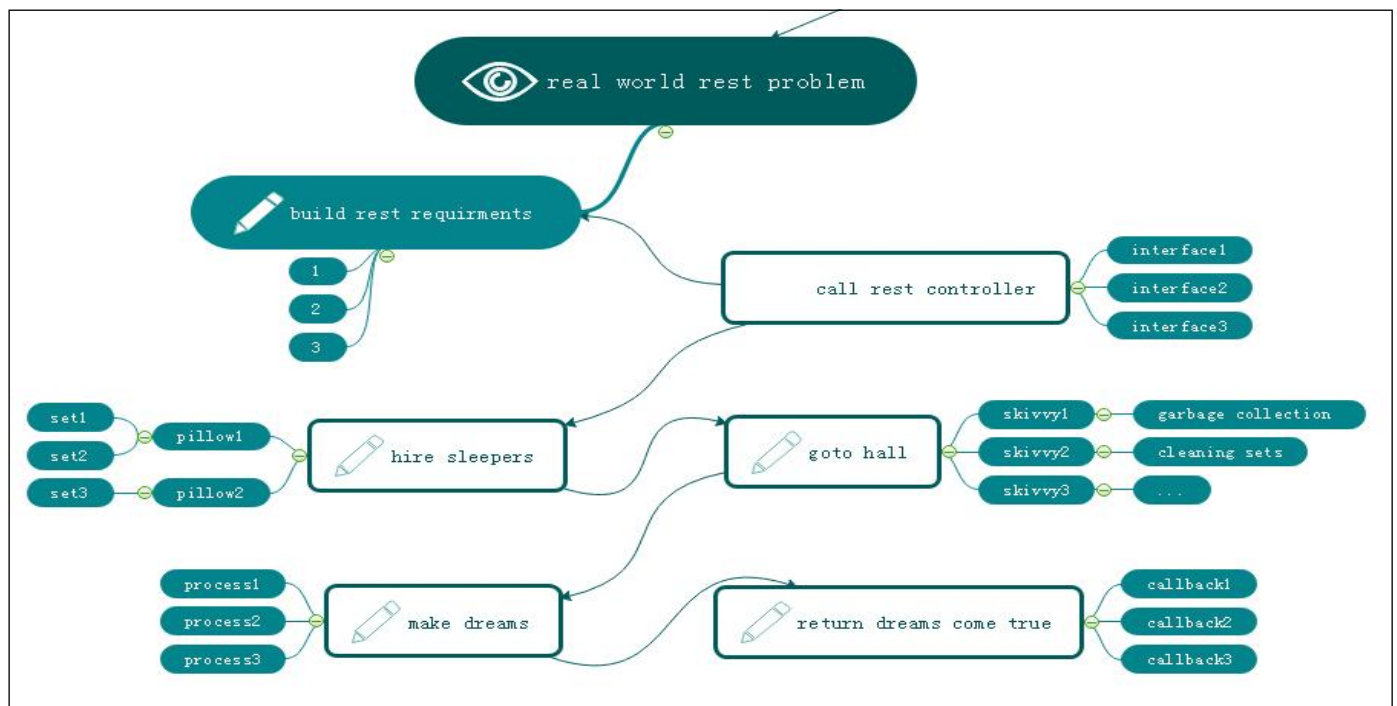 real world rest problem
build rest requirments
1
2
3
call rest controller
interface1
interface2
interface3
set1
set2
set3
pillow1
pillow2
hire sleepers
goto hall
skivvy1
garbage collection
skivvy2
cleaning sets
skivvy3
...
process1
process2
process3
make dreams
return dreams come true
callback1
callback2
callback3